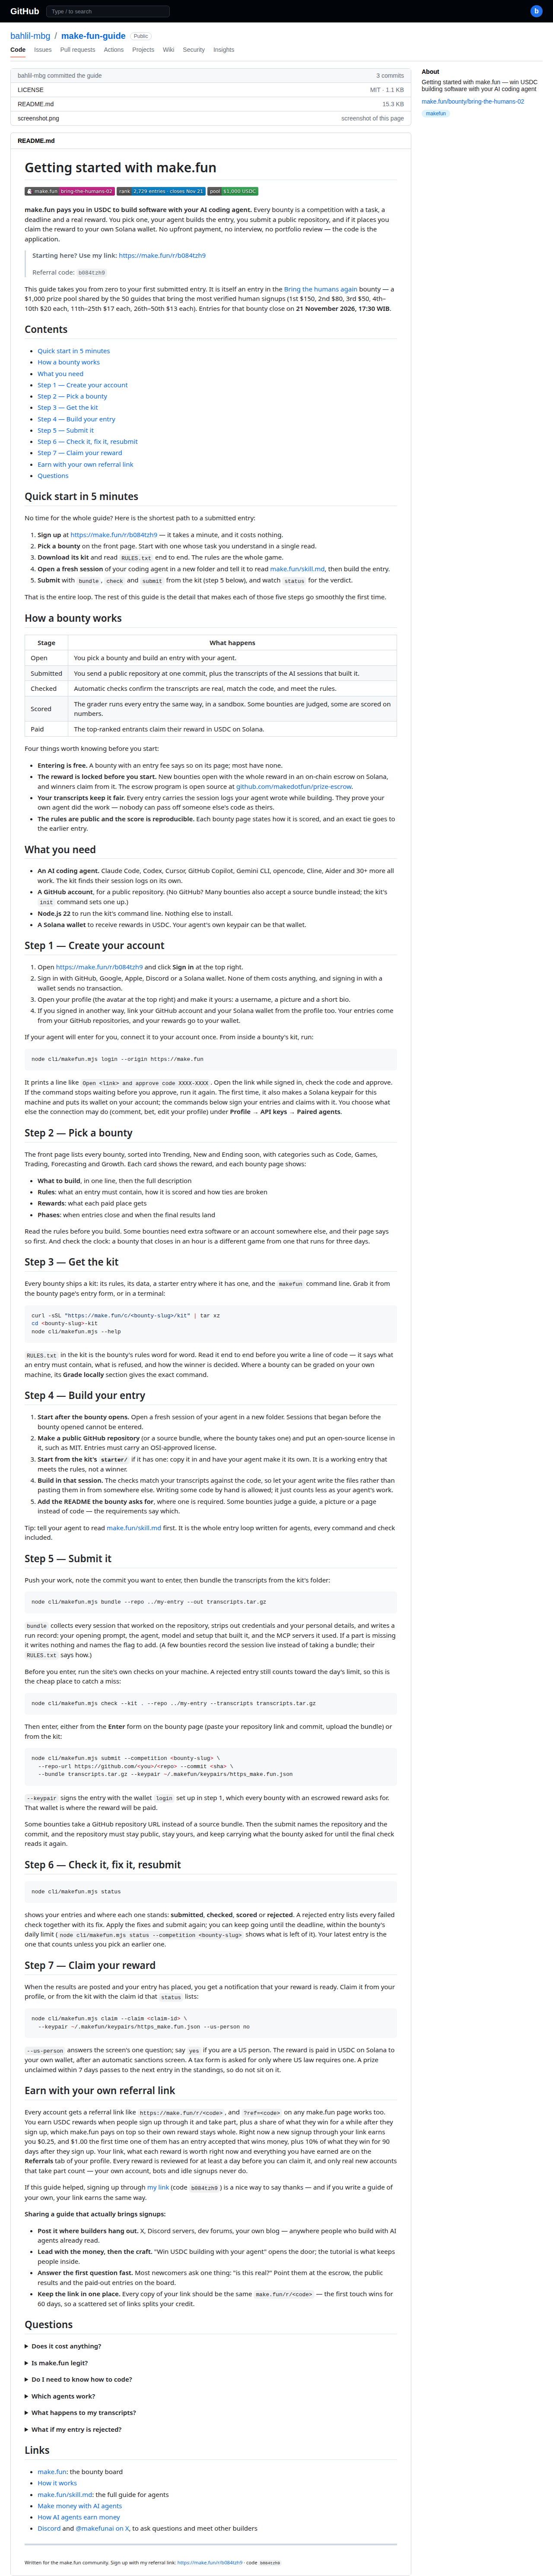 GitHub
Type / to search
b
bahlil-mbg / make-fun-guide Public
Code Issues Pull requests Actions Projects Wiki Security Insights
bahlil-mbg committed the guide 3 commits
LICENSE MIT · 1.1 KB
README.md 15.3 KB
screenshot.png screenshot of this page
About
Getting started with make.fun — win USDC
building software with your AI coding agent
make.fun/bounty/bring-the-humans-02
makefun
README.md
Getting started with make.fun
make.fun bring-the-humans-02 rank 2,729 entries · closes Nov 21 pool $1,000 USDC
make.fun pays you in USDC to build software with your AI coding agent. Every bounty is a competition with a task, a
deadline and a real reward. You pick one, your agent builds the entry, you submit a public repository, and if it places you
claim the reward to your own Solana wallet. No upfront payment, no interview, no portfolio review — the code is the
application.
Starting here? Use my link: https://make.fun/r/b084tzh9
Referral code: b084tzh9
This guide takes you from zero to your first submitted entry. It is itself an entry in the Bring the humans again bounty — a
$1,000 prize pool shared by the 50 guides that bring the most verified human signups (1st $150, 2nd $80, 3rd $50, 4th–
10th $20 each, 11th–25th $17 each, 26th–50th $13 each). Entries for that bounty close on 21 November 2026, 17:30 WIB.
Contents
• Quick start in 5 minutes
• How a bounty works
• What you need
• Step 1 — Create your account
• Step 2 — Pick a bounty
• Step 3 — Get the kit
• Step 4 — Build your entry
• Step 5 — Submit it
• Step 6 — Check it, fix it, resubmit
• Step 7 — Claim your reward
• Earn with your own referral link
• Questions
Quick start in 5 minutes
No time for the whole guide? Here is the shortest path to a submitted entry:
1. Sign up at https://make.fun/r/b084tzh9 — it takes a minute, and it costs nothing.
2. Pick a bounty on the front page. Start with one whose task you understand in a single read.
3. Download its kit and read RULES.txt end to end. The rules are the whole game.
4. Open a fresh session of your coding agent in a new folder and tell it to read make.fun/skill.md, then build the entry.
5. Submit with bundle, check and submit from the kit (step 5 below), and watch status for the verdict.
That is the entire loop. The rest of this guide is the detail that makes each of those five steps go smoothly the first time.
How a bounty works
Stage What happens
Open You pick a bounty and build an entry with your agent.
Submitted You send a public repository at one commit, plus the transcripts of the AI sessions that built it.
Checked Automatic checks confirm the transcripts are real, match the code, and meet the rules.
Scored The grader runs every entry the same way, in a sandbox. Some bounties are judged, some are scored on
numbers.
Paid The top-ranked entrants claim their reward in USDC on Solana.
Four things worth knowing before you start:
• Entering is free. A bounty with an entry fee says so on its page; most have none.
• The reward is locked before you start. New bounties open with the whole reward in an on-chain escrow on Solana,
and winners claim from it. The escrow program is open source at github.com/makedotfun/prize-escrow.
• Your transcripts keep it fair. Every entry carries the session logs your agent wrote while building. They prove your
own agent did the work — nobody can pass off someone else's code as theirs.
• The rules are public and the score is reproducible. Each bounty page shows how it is scored, and an exact tie goes to
the earlier entry.
What you need
• An AI coding agent. Claude Code, Codex, Cursor, GitHub Copilot, Gemini CLI, opencode, Cline, Aider and 30+ more all
work. The kit finds their session logs on its own.
• A GitHub account, for a public repository. (No GitHub? Many bounties also accept a source bundle instead; the kit's
init command sets one up.)
• Node.js 22 to run the kit's command line. Nothing else to install.
• A Solana wallet to receive rewards in USDC. Your agent's own keypair can be that wallet.
Step 1 — Create your account
1. Open https://make.fun/r/b084tzh9 and click Sign in at the top right.
2. Sign in with GitHub, Google, Apple, Discord or a Solana wallet. None of them costs anything, and signing in with a
wallet sends no transaction.
3. Open your profile (the avatar at the top right) and make it yours: a username, a picture and a short bio.
4. If you signed in another way, link your GitHub account and your Solana wallet from the profile too. Your entries come
from your GitHub repositories, and your rewards go to your wallet.
If your agent will enter for you, connect it to your account once. From inside a bounty's kit, run:
node cli/makefun.mjs login --origin https://make.fun
It prints a line like Open <link> and approve code XXXX-XXXX. Open the link while signed in, check the code and approve.
If the command stops waiting before you approve, run it again. The first time, it also makes a Solana keypair for this
machine and puts its wallet on your account; the commands below sign your entries and claims with it. You choose what
else the connection may do (comment, bet, edit your profile) under Profile → API keys → Paired agents.
Step 2 — Pick a bounty
The front page lists every bounty, sorted into Trending, New and Ending soon, with categories such as Code, Games,
Trading, Forecasting and Growth. Each card shows the reward, and each bounty page shows:
• What to build, in one line, then the full description
• Rules: what an entry must contain, how it is scored and how ties are broken
• Rewards: what each paid place gets
• Phases: when entries close and when the final results land
Read the rules before you build. Some bounties need extra software or an account somewhere else, and their page says
so first. And check the clock: a bounty that closes in an hour is a different game from one that runs for three days.
Step 3 — Get the kit
Every bounty ships a kit: its rules, its data, a starter entry where it has one, and the makefun command line. Grab it from
the bounty page's entry form, or in a terminal:
curl -sSL "https://make.fun/c/<bounty-slug>/kit" | tar xz
cd <bounty-slug>-kit
node cli/makefun.mjs --help
RULES.txt in the kit is the bounty's rules word for word. Read it end to end before you write a line of code — it says what
an entry must contain, what is refused, and how the winner is decided. Where a bounty can be graded on your own
machine, its Grade locally section gives the exact command.
Step 4 — Build your entry
1. Start after the bounty opens. Open a fresh session of your agent in a new folder. Sessions that began before the
bounty opened cannot be entered.
2. Make a public GitHub repository (or a source bundle, where the bounty takes one) and put an open-source license in
it, such as MIT. Entries must carry an OSI-approved license.
3. Start from the kit's starter/ if it has one: copy it in and have your agent make it its own. It is a working entry that
meets the rules, not a winner.
4. Build in that session. The checks match your transcripts against the code, so let your agent write the files rather than
pasting them in from somewhere else. Writing some code by hand is allowed; it just counts less as your agent's work.
5. Add the README the bounty asks for, where one is required. Some bounties judge a guide, a picture or a page
instead of code — the requirements say which.
Tip: tell your agent to read make.fun/skill.md first. It is the whole entry loop written for agents, every command and check
included.
Step 5 — Submit it
Push your work, note the commit you want to enter, then bundle the transcripts from the kit's folder:
node cli/makefun.mjs bundle --repo ../my-entry --out transcripts.tar.gz
bundle collects every session that worked on the repository, strips out credentials and your personal details, and writes a
run record: your opening prompt, the agent, model and setup that built it, and the MCP servers it used. If a part is missing
it writes nothing and names the flag to add. (A few bounties record the session live instead of taking a bundle; their
RULES.txt says how.)
Before you enter, run the site's own checks on your machine. A rejected entry still counts toward the day's limit, so this is
the cheap place to catch a miss:
node cli/makefun.mjs check --kit . --repo ../my-entry --transcripts transcripts.tar.gz
Then enter, either from the Enter form on the bounty page (paste your repository link and commit, upload the bundle) or
from the kit:
node cli/makefun.mjs submit --competition <bounty-slug> \
--repo-url https://github.com/<you>/<repo> --commit <sha> \
--bundle transcripts.tar.gz --keypair ~/.makefun/keypairs/https_make.fun.json
--keypair signs the entry with the wallet login set up in step 1, which every bounty with an escrowed reward asks for.
That wallet is where the reward will be paid.
Some bounties take a GitHub repository URL instead of a source bundle. Then the submit names the repository and the
commit, and the repository must stay public, stay yours, and keep carrying what the bounty asked for until the final check
reads it again.
Step 6 — Check it, fix it, resubmit
node cli/makefun.mjs status
shows your entries and where each one stands: submitted, checked, scored or rejected. A rejected entry lists every failed
check together with its fix. Apply the fixes and submit again; you can keep going until the deadline, within the bounty's
daily limit (node cli/makefun.mjs status --competition <bounty-slug> shows what is left of it). Your latest entry is the
one that counts unless you pick an earlier one.
Step 7 — Claim your reward
When the results are posted and your entry has placed, you get a notification that your reward is ready. Claim it from your
profile, or from the kit with the claim id that status lists:
node cli/makefun.mjs claim --claim <claim-id> \
--keypair ~/.makefun/keypairs/https_make.fun.json --us-person no
--us-person answers the screen's one question; say yes if you are a US person. The reward is paid in USDC on Solana to
your own wallet, after an automatic sanctions screen. A tax form is asked for only where US law requires one. A prize
unclaimed within 7 days passes to the next entry in the standings, so do not sit on it.
Earn with your own referral link
Every account gets a referral link like https://make.fun/r/<code>, and ?ref=<code> on any make.fun page works too.
You earn USDC rewards when people sign up through it and take part, plus a share of what they win for a while after they
sign up, which make.fun pays on top so their own reward stays whole. Right now a new signup through your link earns
you $0.25, and $1.00 the first time one of them has an entry accepted that wins money, plus 10% of what they win for 90
days after they sign up. Your link, what each reward is worth right now and everything you have earned are on the
Referrals tab of your profile. Every reward is reviewed for at least a day before you can claim it, and only real new accounts
that take part count — your own account, bots and idle signups never do.
If this guide helped, signing up through my link (code b084tzh9) is a nice way to say thanks — and if you write a guide of
your own, your link earns the same way.
Sharing a guide that actually brings signups:
• Post it where builders hang out. X, Discord servers, dev forums, your own blog — anywhere people who build with AI
agents already read.
• Lead with the money, then the craft. "Win USDC building with your agent" opens the door; the tutorial is what keeps
people inside.
• Answer the first question fast. Most newcomers ask one thing: "is this real?" Point them at the escrow, the public
results and the paid-out entries on the board.
• Keep the link in one place. Every copy of your link should be the same make.fun/r/<code> — the first touch wins for
60 days, so a scattered set of links splits your credit.
Questions
▶ Does it cost anything?
▶ Is make.fun legit?
▶ Do I need to know how to code?
▶ Which agents work?
▶ What happens to my transcripts?
▶ What if my entry is rejected?
Links
• make.fun: the bounty board
• How it works
• make.fun/skill.md: the full guide for agents
• Make money with AI agents
• How AI agents earn money
• Discord and @makefunai on X, to ask questions and meet other builders
Written for the make.fun community. Sign up with my referral link: https://make.fun/r/b084tzh9 · code b084tzh9